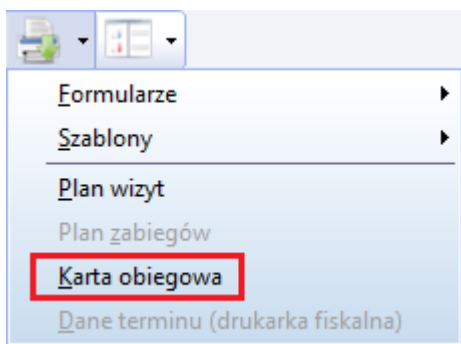 Formularze
Szablony
Plan wizyt
Plan zabiegów
Karta obiegowa
Dane terminu (drukarka fiskalna)